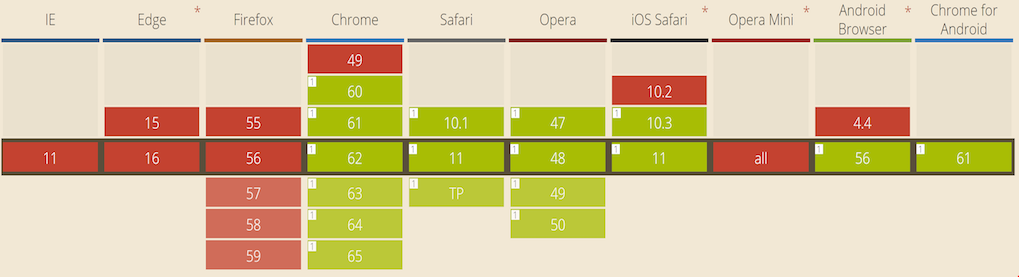 IE Edge * Firefox Chrome Safari Opera iOS Safari * Opera Mini * Android Browser * Chrome for Android
49
1 60 10.2
15 55 1 61 1 10.1 1 47 1 10.3 4.4
11 16 56 1 62 1 11 1 48 1 11 all 1 56 1 61
57 1 63 1 TP 1 49
58 1 64 1 50
59 1 65